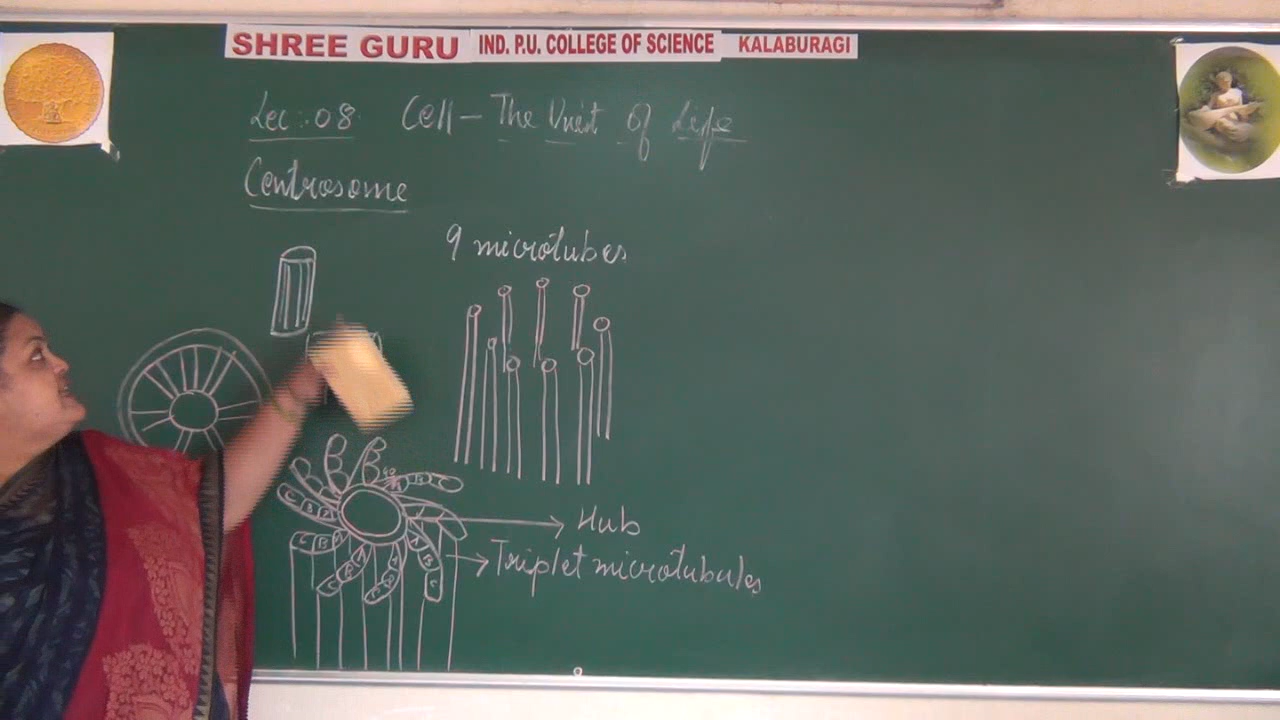 SHREE GURU IND. P.U. COLLEGE OF SCIENCE KALABURAGI
Lec:08 Cell - The Unit Of Life
Centrosome
9 microtubes
C B A
A B C
C B A
A B C
Hub
Triplet microtubules